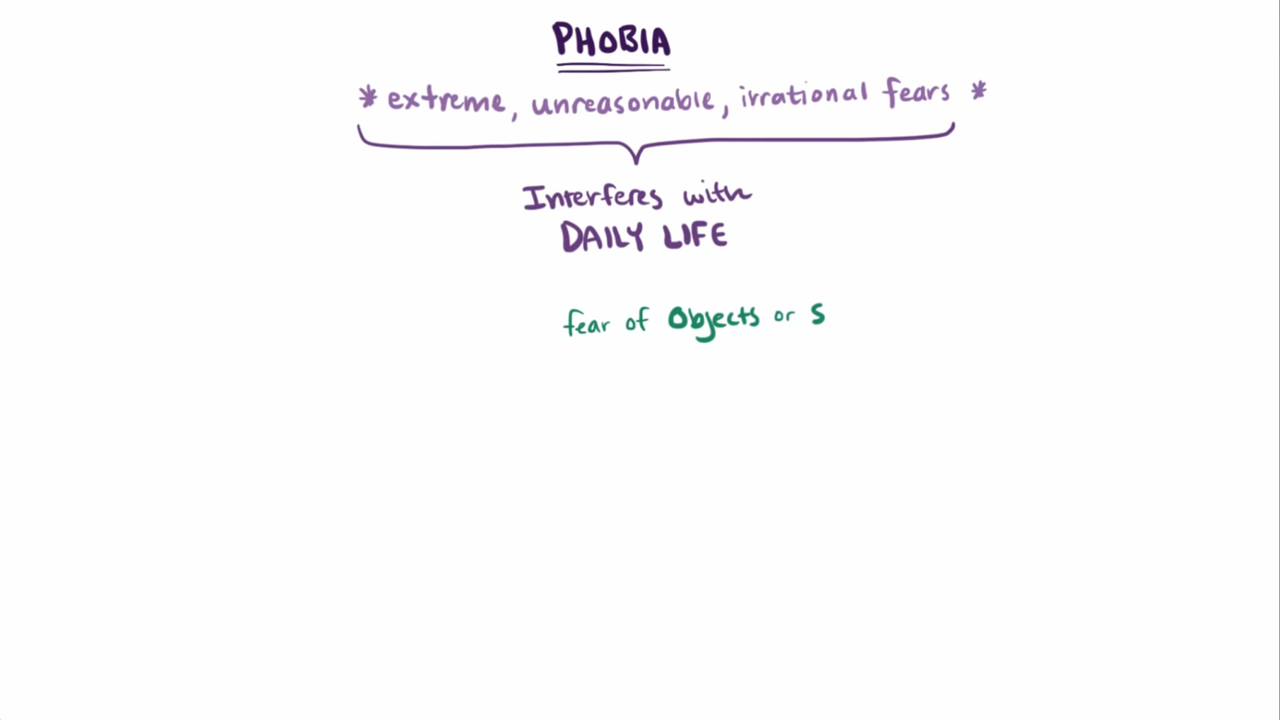 PHOBIA
* extreme, unreasonable, irrational fears *
Interferes with
DAILY LIFE
fear of Objects or S